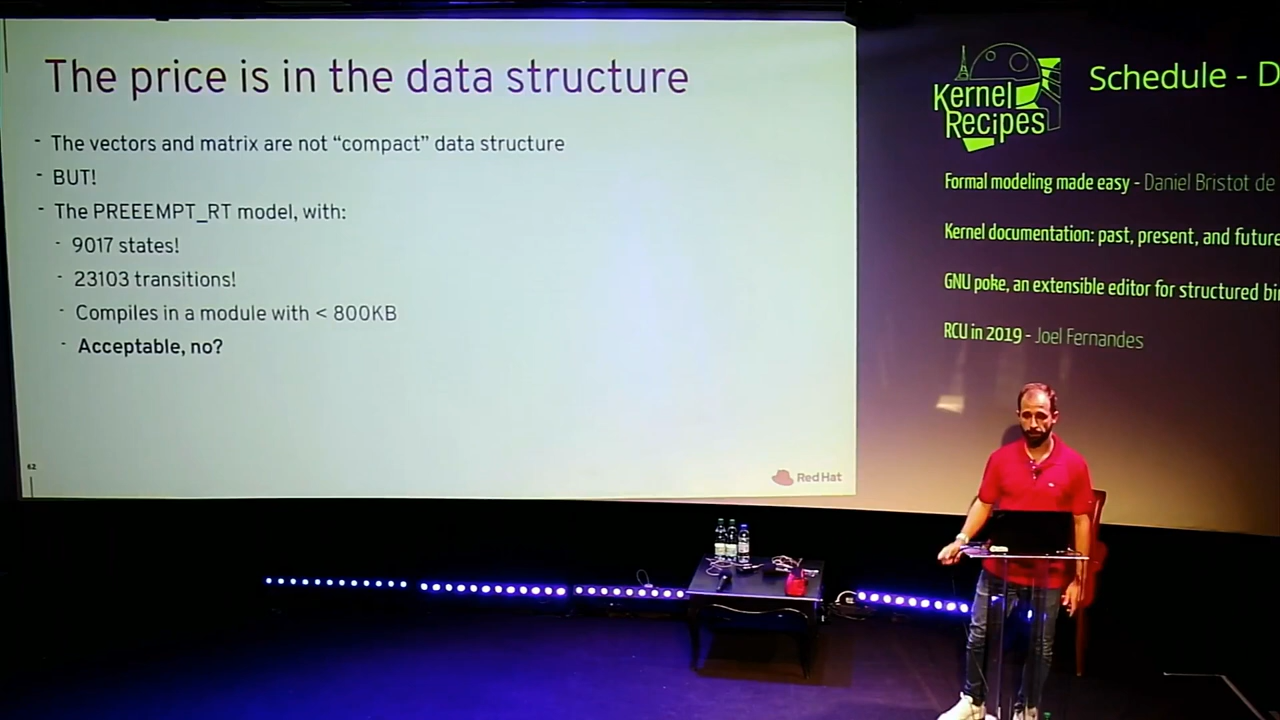 The price is in the data structure
- The vectors and matrix are not “compact” data structure
- BUT!
- The PREEEMPT_RT model, with:
- 9017 states!
- 23103 transitions!
- Compiles in a module with < 800KB
- Acceptable, no?
62
Red Hat
Kernel
Recipes
Schedule - D
Formal modeling made easy - Daniel Bristot de
Kernel documentation: past, present, and future
GNU poke, an extensible editor for structured bi
RCU in 2019 - Joel Fernandes